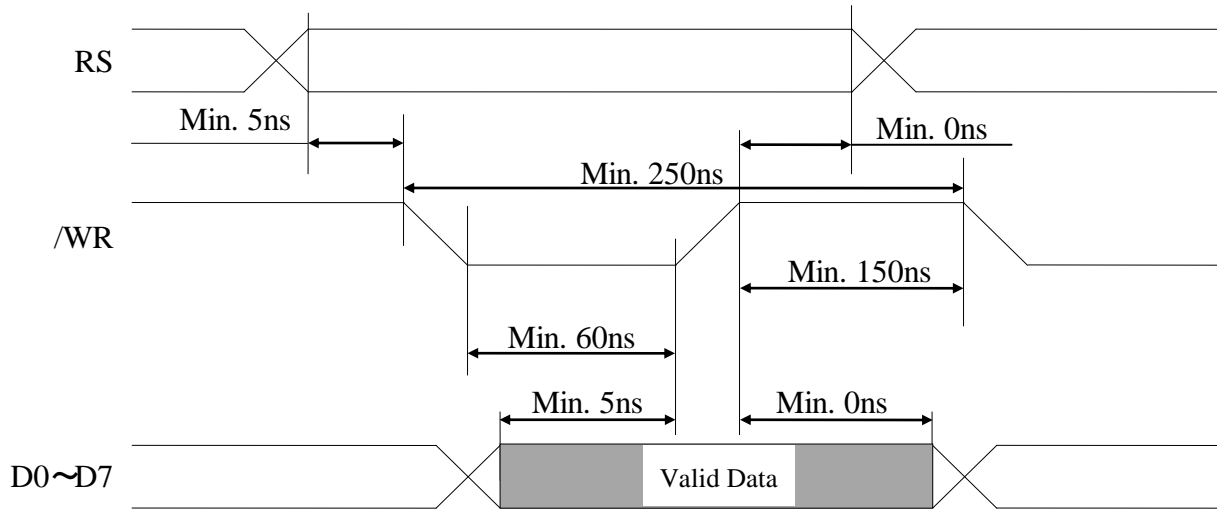 RS
Min. 5ns
Min. 0ns
Min. 250ns
/WR
Min. 150ns
Min. 60ns
Min. 5ns
Min. 0ns
D0〜D7
Valid Data